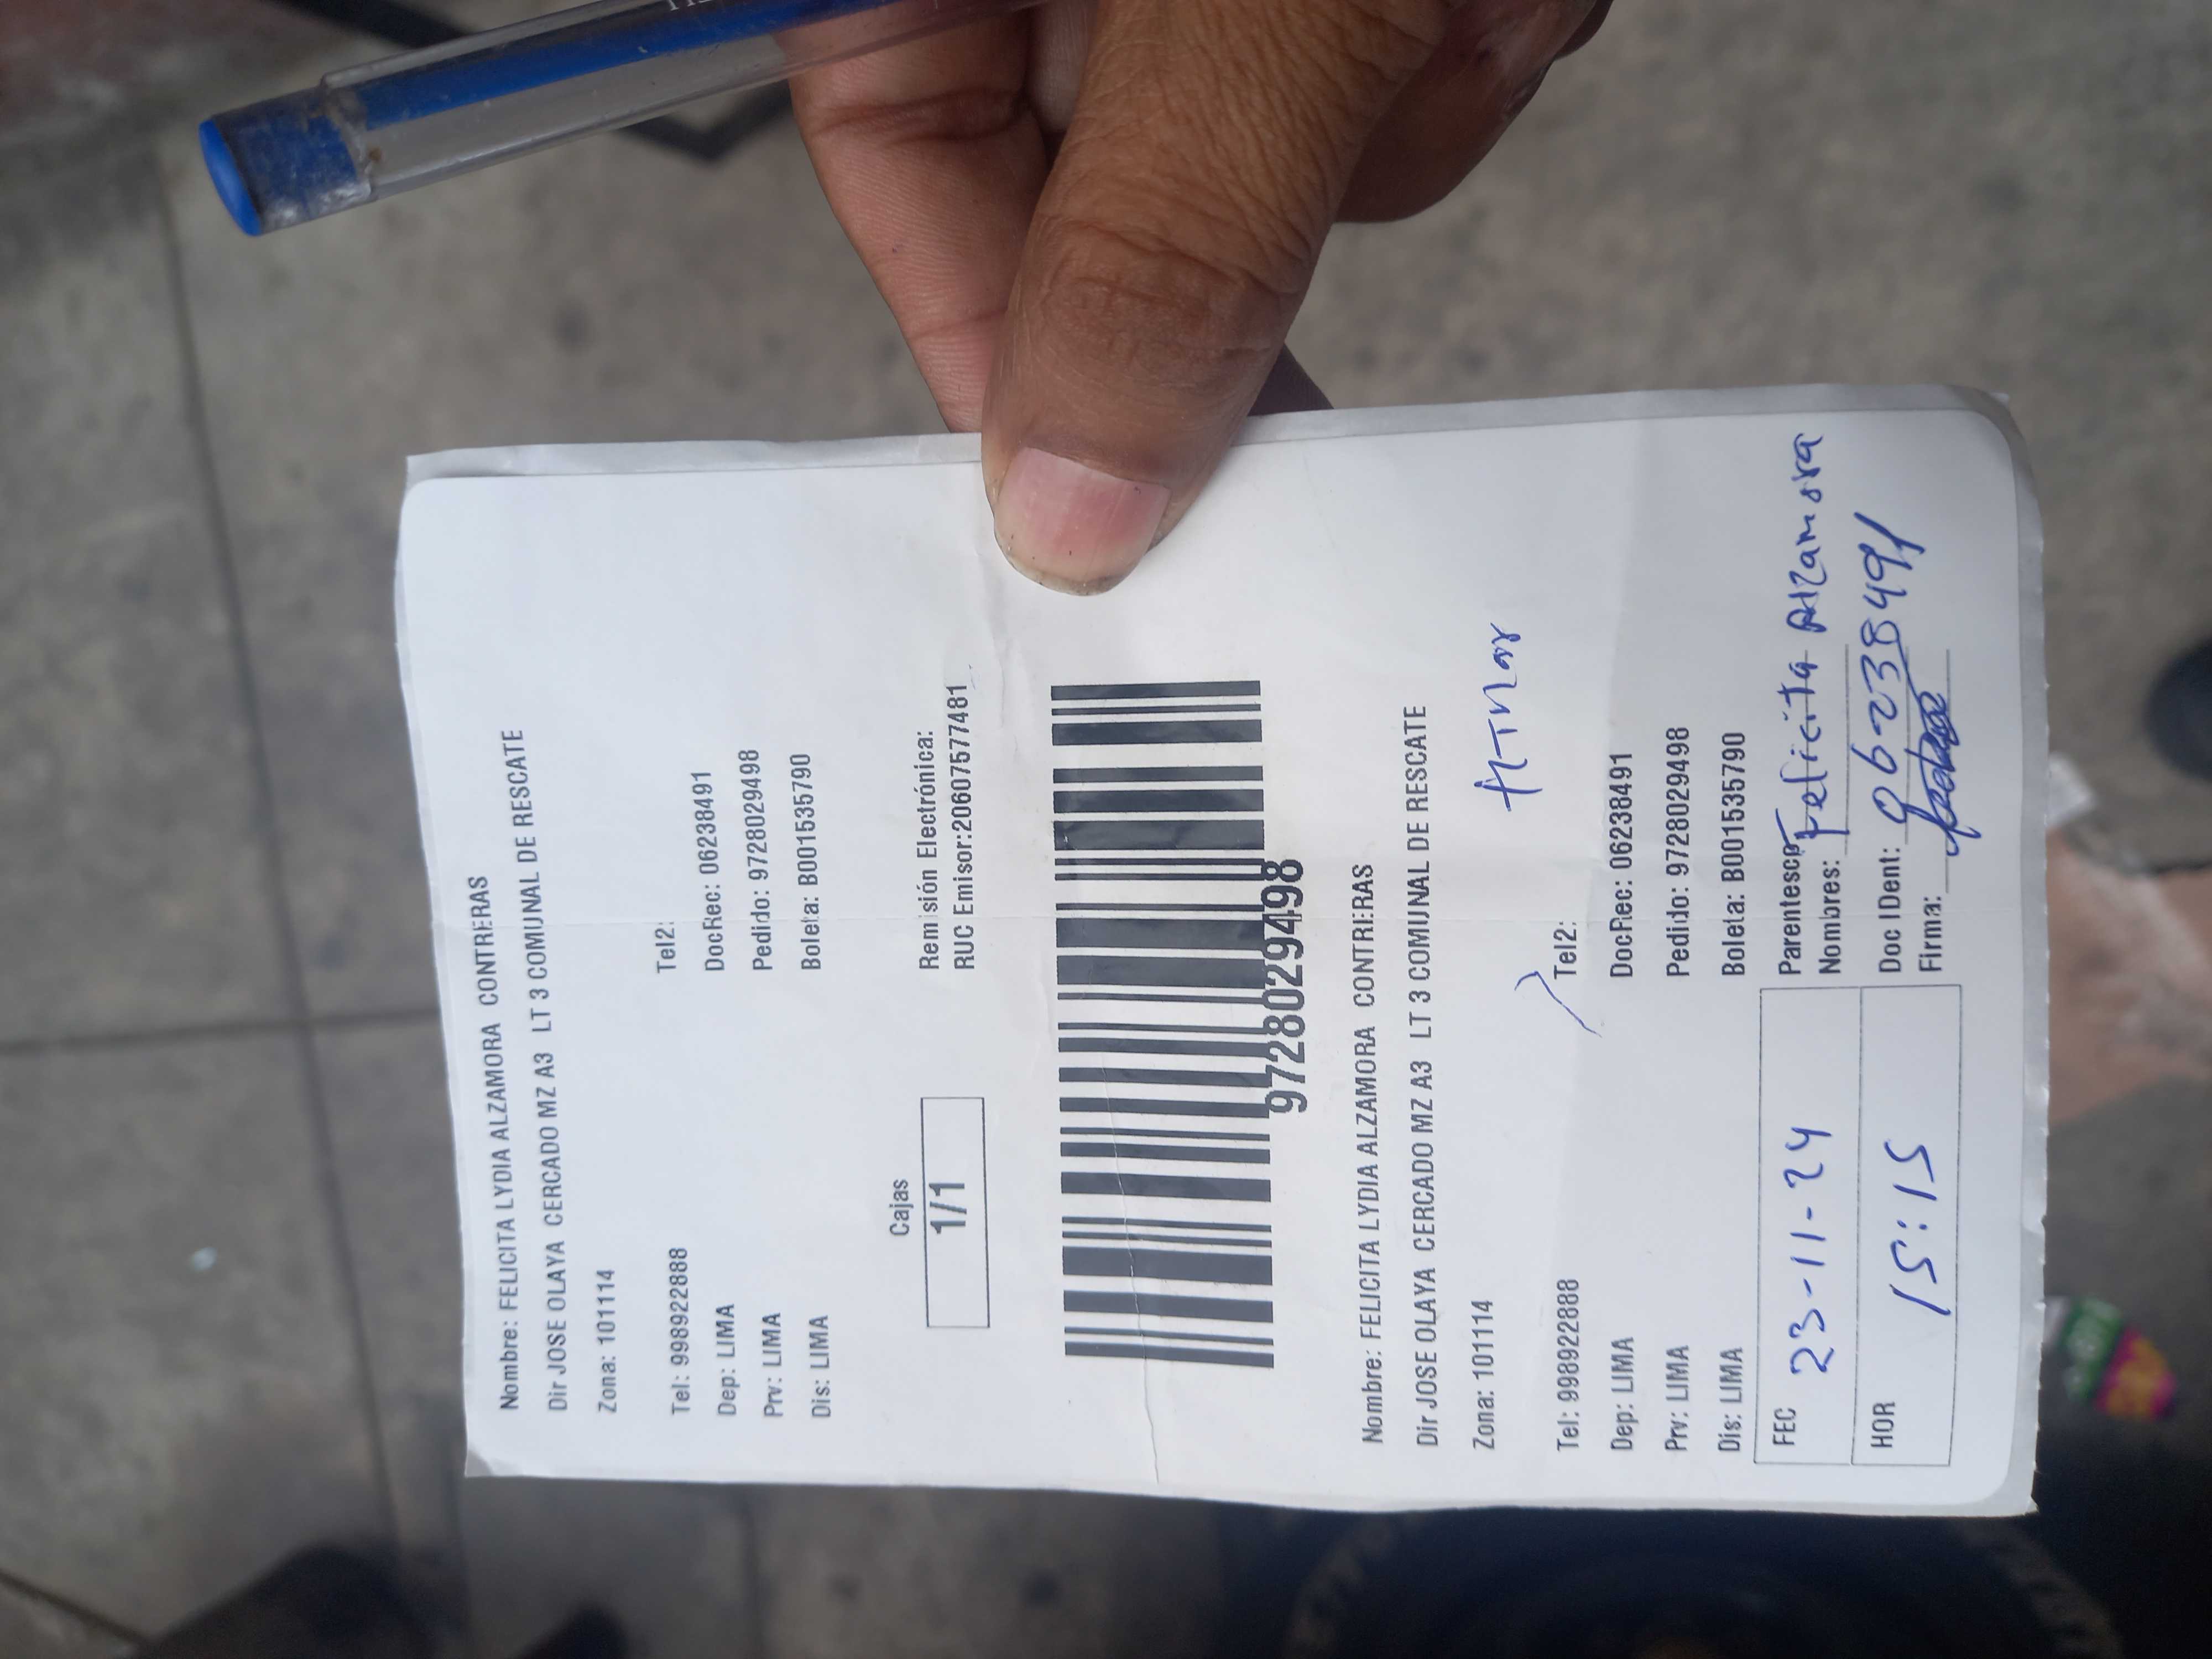 Nombre: FELICITA LYDIA ALZAMORA CONTRERAS
Dir JOSE OLAYA CERCADO MZ A3 LT 3 COMUNAL DE RESCATE
Zona: 101114
Tel: 998922888 Tel2:
Dep: LIMA DocRec: 06238491
Prv: LIMA Pedido: 9728029498
Dis: LIMA Boleta: B001535790
Cajas
1/1
Remisión Electrónica:
RUC Emisor:20607577481
9728029498
Nombre: FELICITA LYDIA ALZAMORA CONTRERAS
Dir JOSE OLAYA CERCADO MZ A3 LT 3 COMUNAL DE RESCATE
Zona: 101114
Tel: 998922888 Tel2:
Dep: LIMA DocRec: 06238491
Prv: LIMA Pedido: 9728029498
Dis: LIMA Boleta: B001535790
FEC 23-11-24
HOR 15:15
Parentesco
Nombres: Felicita Alzamora
Doc IDent: 06238491
Firma: